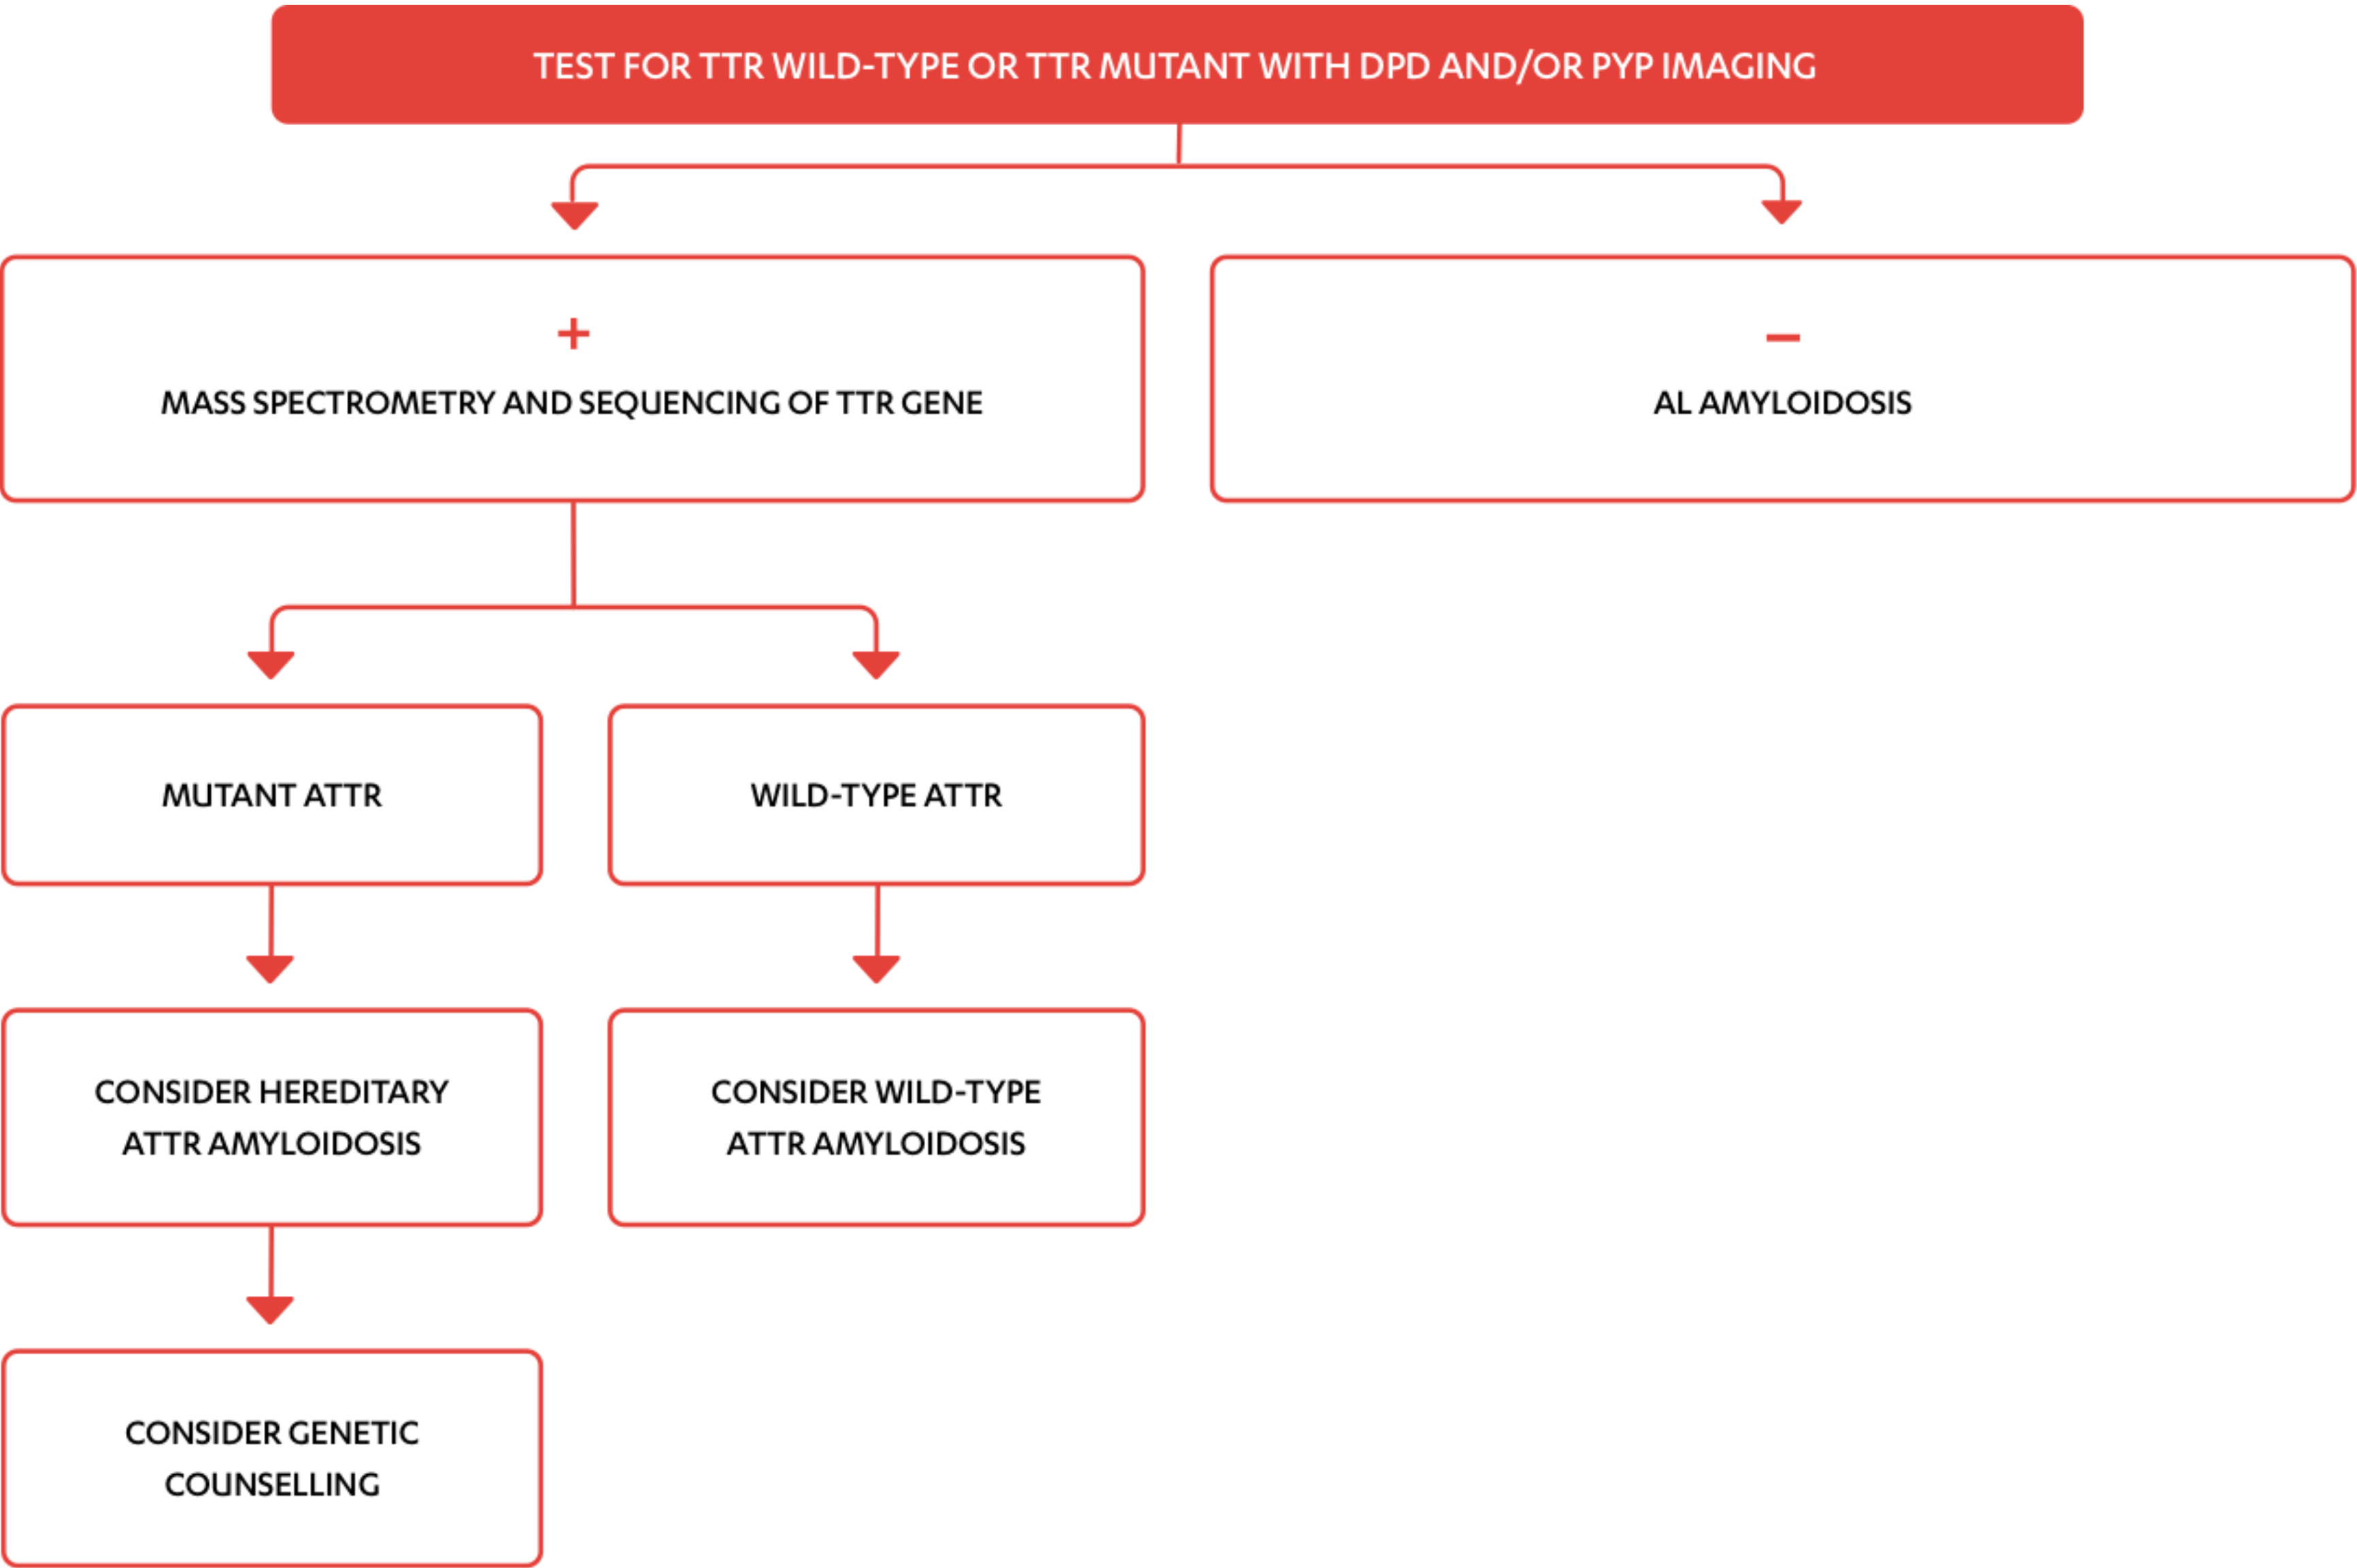 TEST FOR TTR WILD-TYPE OR TTR MUTANT WITH DPD AND/OR PYP IMAGING
+
MASS SPECTROMETRY AND SEQUENCING OF TTR GENE
–
AL AMYLOIDOSIS
MUTANT ATTR
WILD-TYPE ATTR
CONSIDER HEREDITARY
ATTR AMYLOIDOSIS
CONSIDER WILD-TYPE
ATTR AMYLOIDOSIS
CONSIDER GENETIC
COUNSELLING